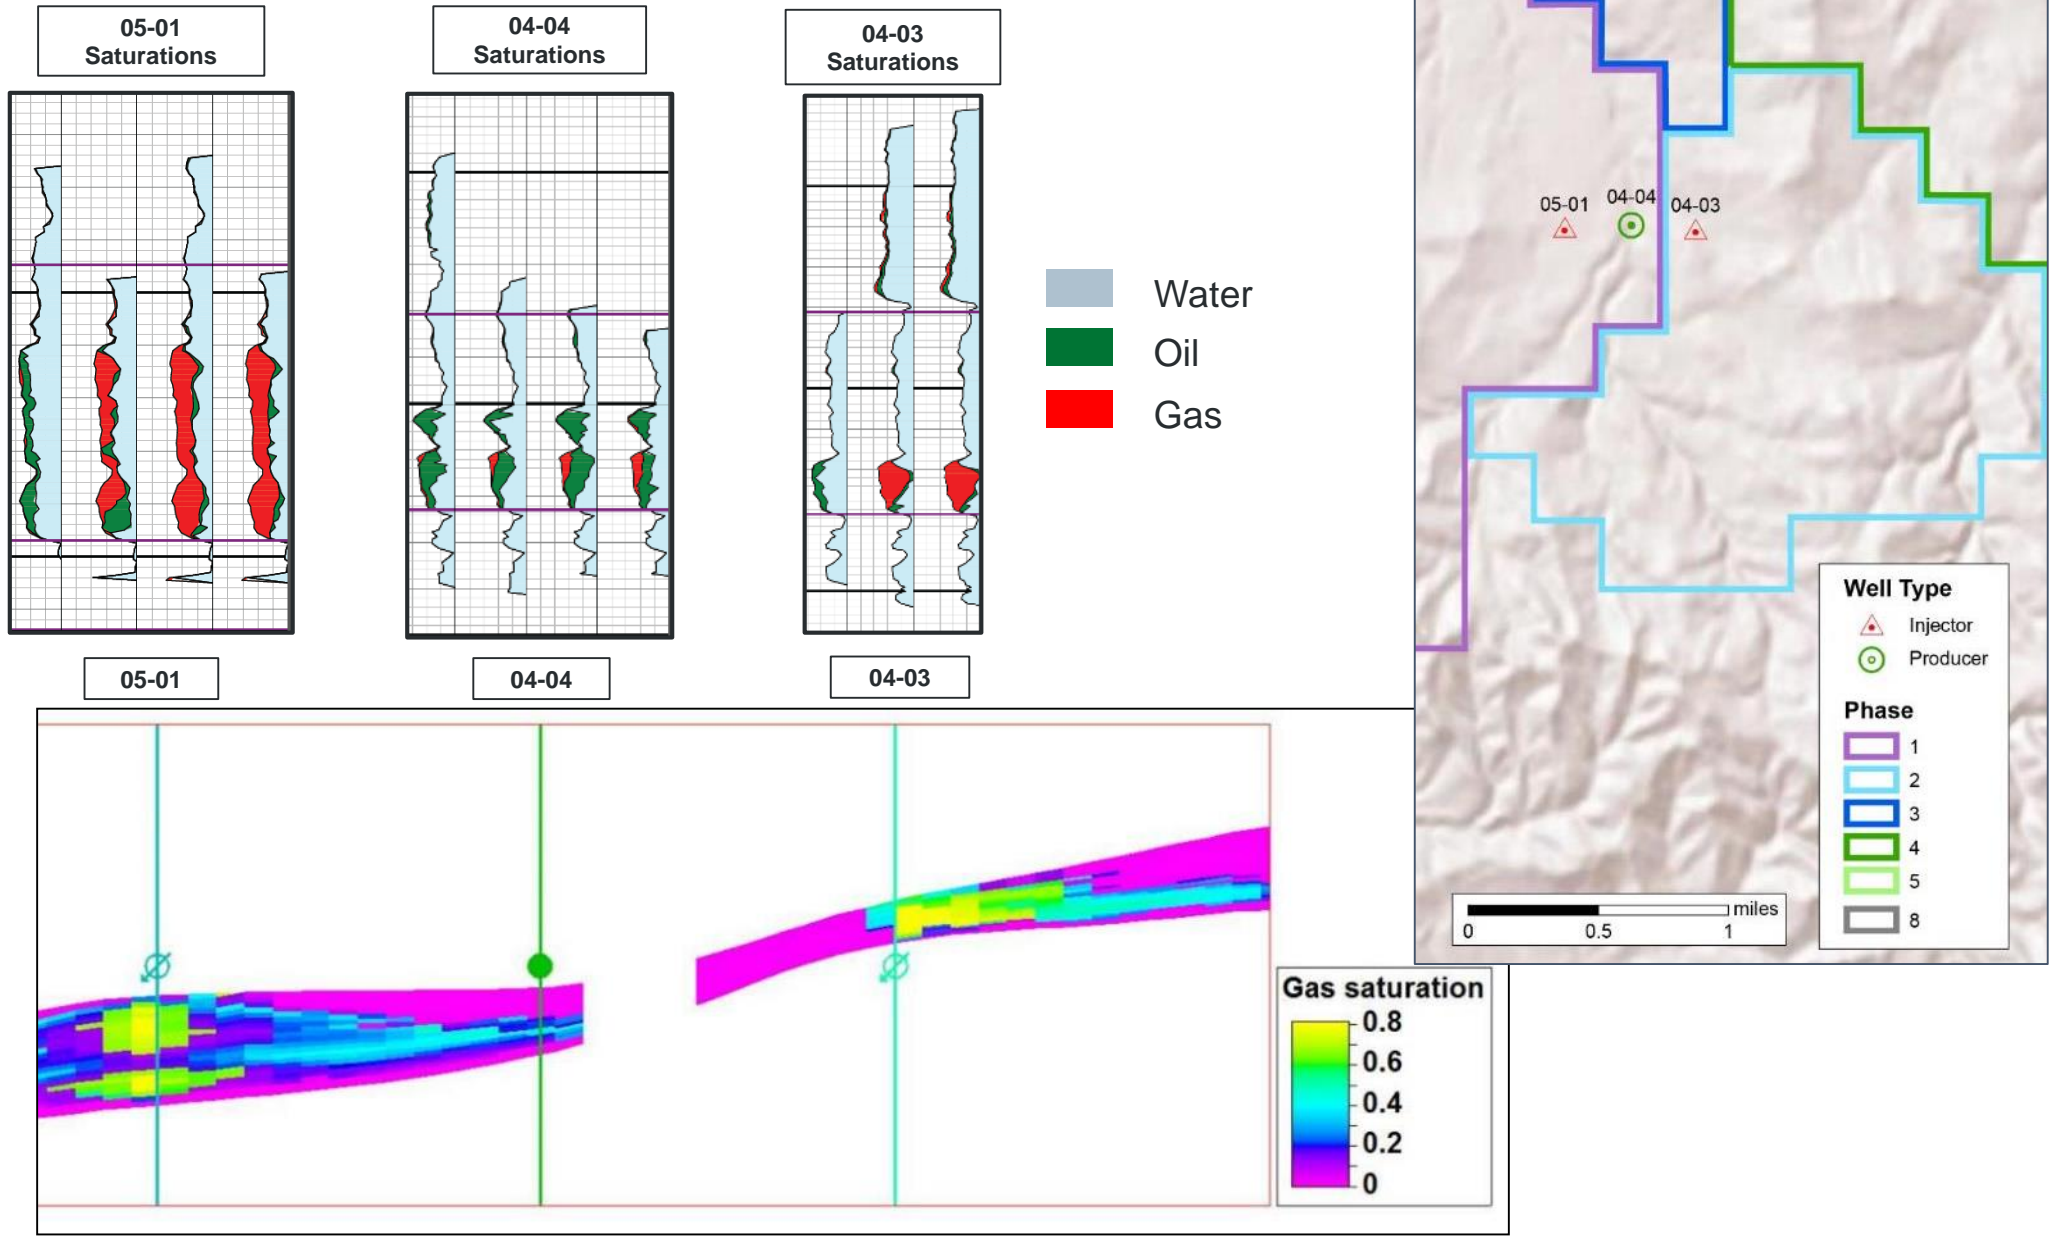 05-01
Saturations
04-04
Saturations
04-03
Saturations
Water
Oil
Gas
05-01
04-04
04-03
05-01
04-04
04-03
Well Type
Injector
Producer
Phase
1
2
3
4
5
8
miles
0
0.5
1
Gas saturation
0.8
0.6
0.4
0.2
0